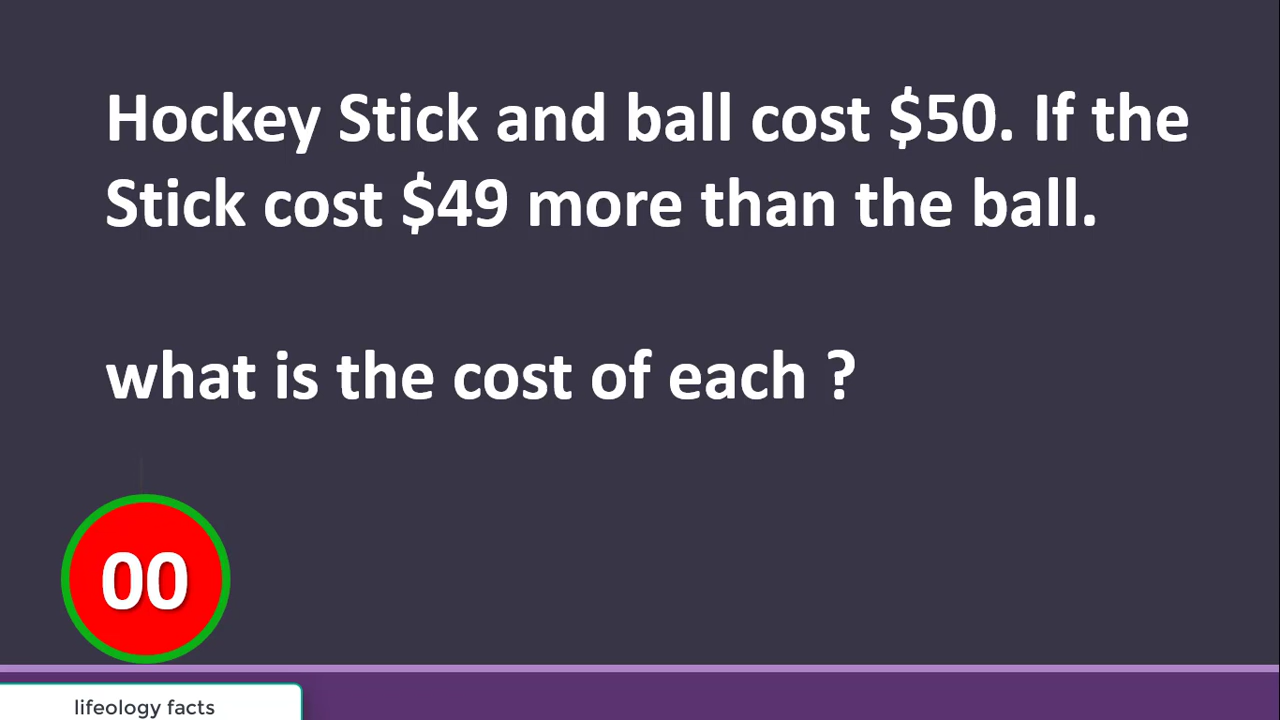 Hockey Stick and ball cost $50. If the
Stick cost $49 more than the ball.
what is the cost of each ?
00
lifeology facts